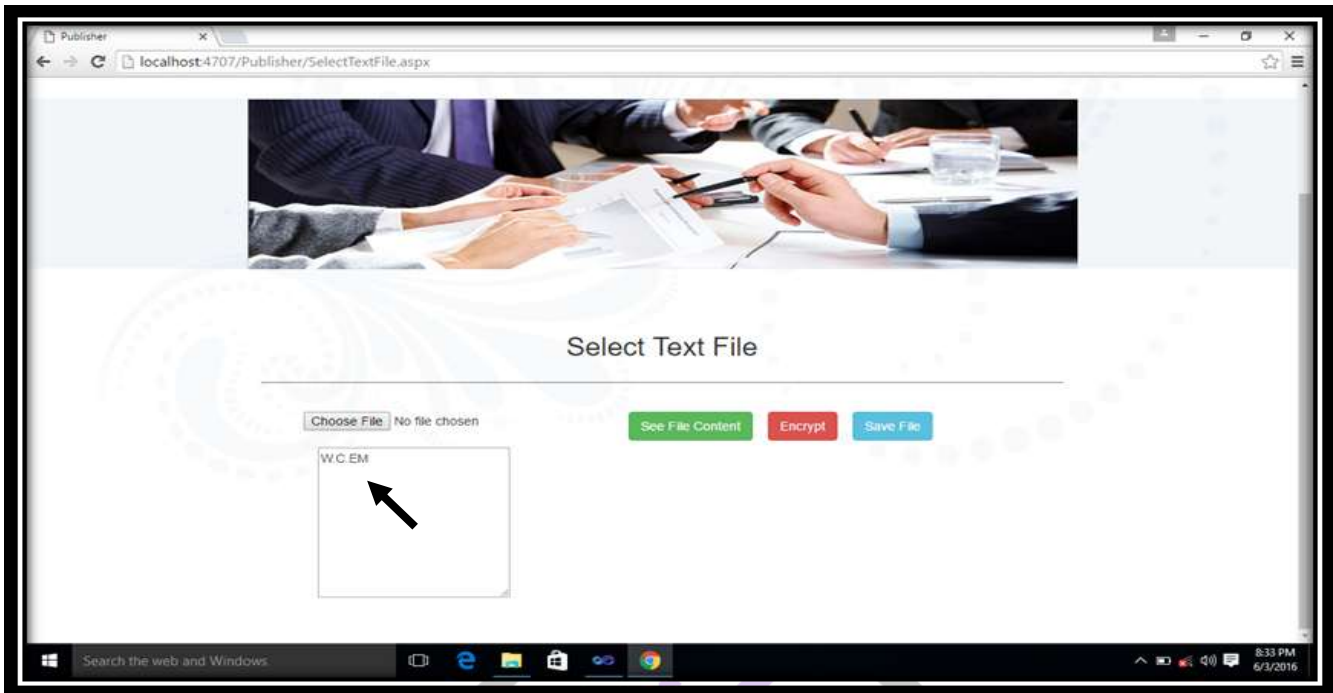 Publisher
localhost:4707/Publisher/SelectTextFile.aspx
Select Text File
Choose File No file chosen
See File Content
Encrypt
Save File
W.C.EM
Search the web and Windows
8:33 PM
6/3/2016